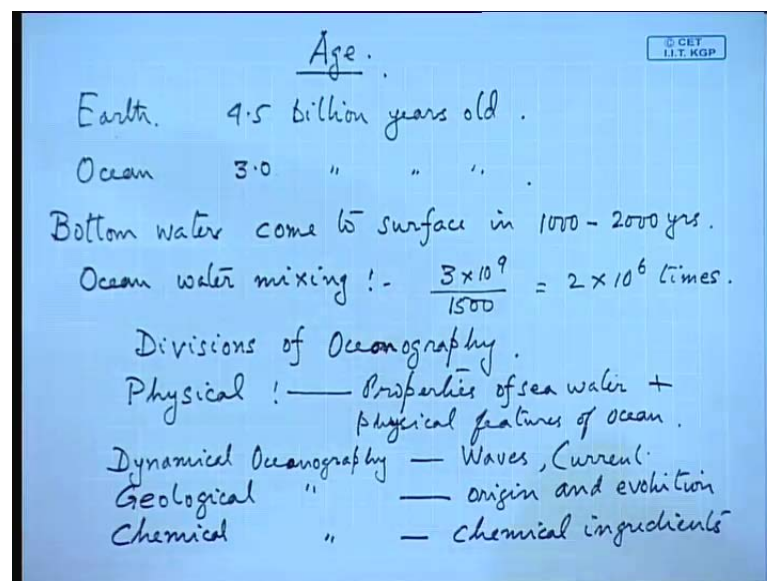 Age.
© CET
I.I.T. KGP
Earth. 4.5 billion years old.
Ocean 3.0 " " ".
Bottom water come to surface in 1000 - 2000 yrs.
Ocean water mixing :- 3 × 10⁹ / 1500 = 2 × 10⁶ times.
Divisions of Oceanography.
Physical :— Properties of sea water +
physical features of ocean.
Dynamical Oceanography — Waves, Current.
Geological " — origin and evolution
Chemical " — chemical ingredients